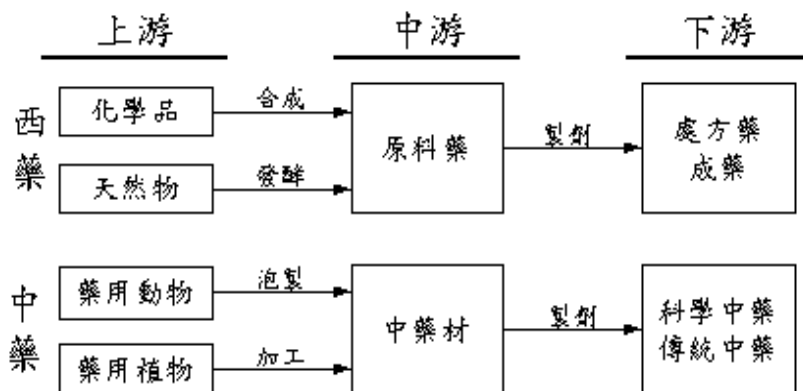 上游
中游
下游
西藥
化學品
合成
原料藥
製劑
處方藥
成藥
天然物
發酵
中藥
藥用動物
泡製
中藥材
製劑
科學中藥
傳統中藥
藥用植物
加工